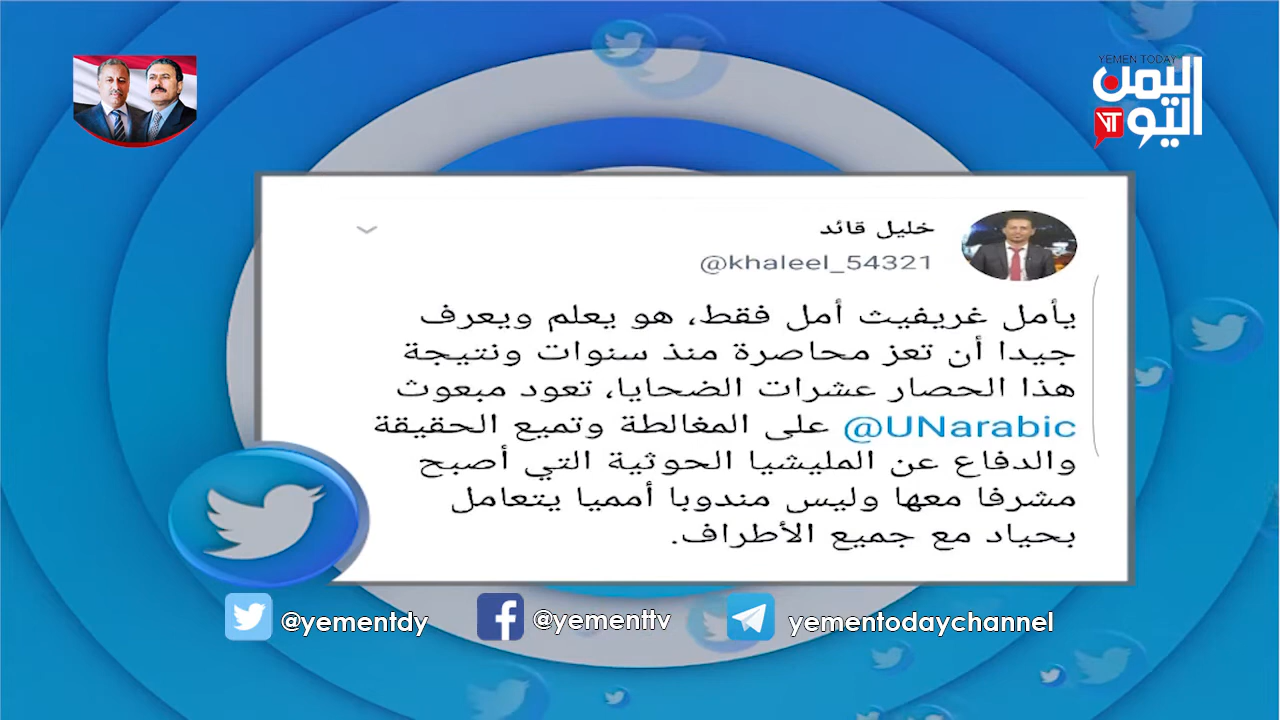 YEMEN TODAY
اليمن
اليوم
YT
خليل قائد
@khaleel_54321
يأمل غريفيث أمل فقط، هو يعلم ويعرف
جيدا أن تعز محاصرة منذ سنوات ونتيجة
هذا الحصار عشرات الضحايا، تعود مبعوث
@UNarabic على المغالطة وتميع الحقيقة
والدفاع عن المليشيا الحوثية التي أصبح
مشرفا معها وليس مندوبا أمميا يتعامل
بحياد مع جميع الأطراف.
@yementdy @yementtv yementodaychannel